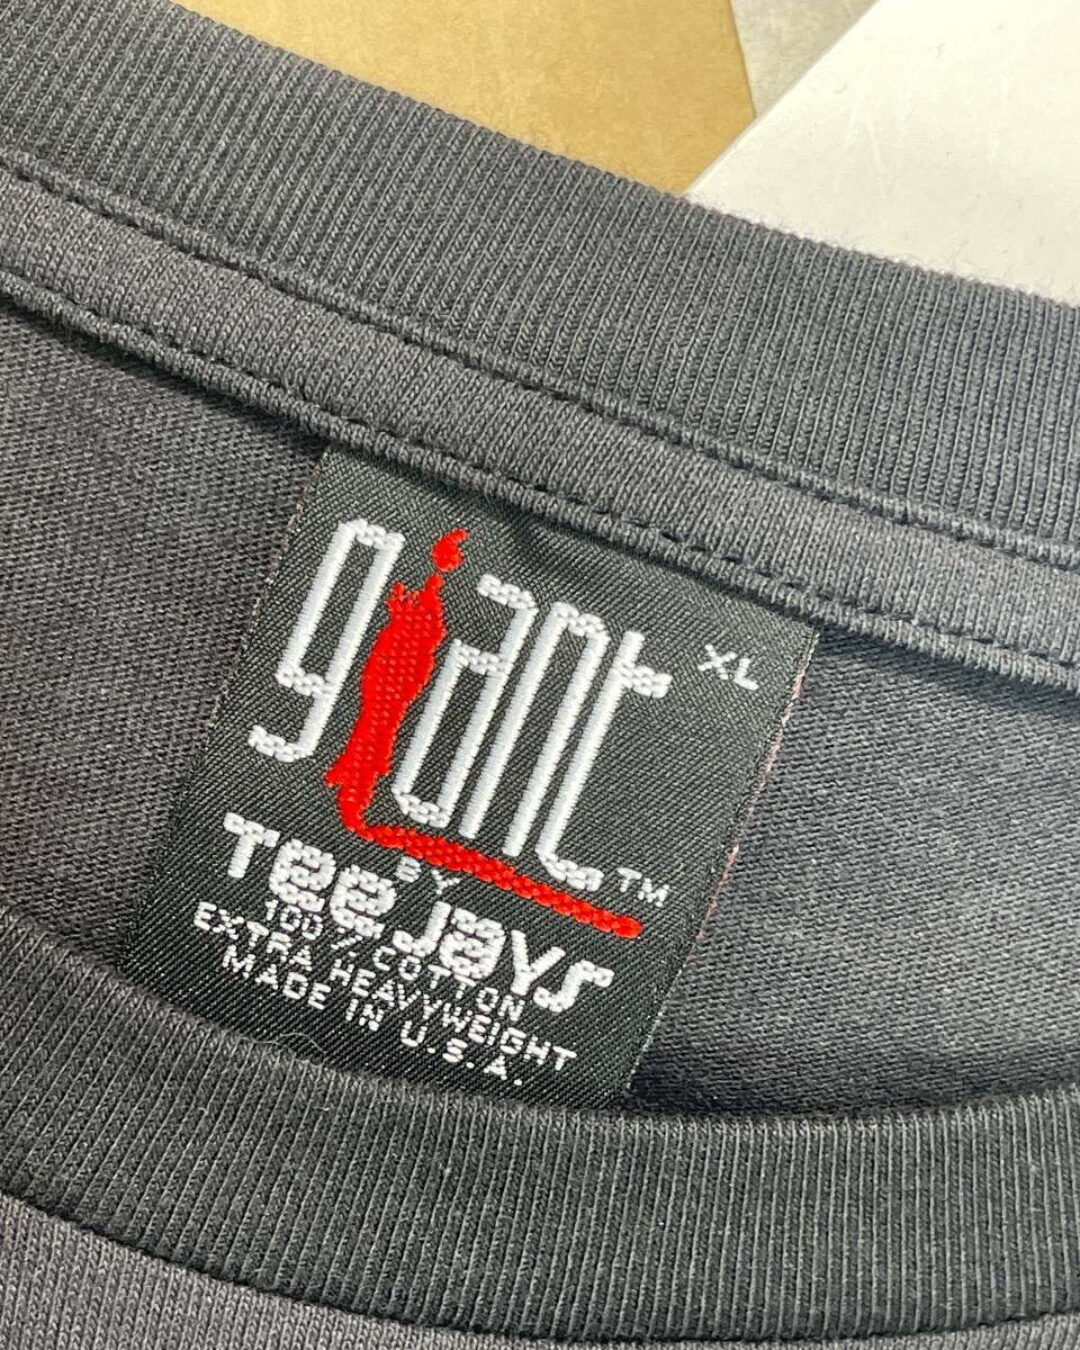 giant
XL
TM
BY
Tee Jays
100% COTTON
EXTRA HEAVYWEIGHT
MADE IN U.S.A.